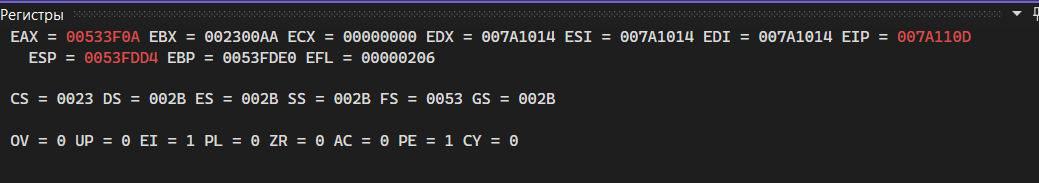 Регистры
EAX = 00533F0A EBX = 002300AA ECX = 00000000 EDX = 007A1014 ESI = 007A1014 EDI = 007A1014 EIP = 007A110D
ESP = 0053FDD4 EBP = 0053FDE0 EFL = 00000206
CS = 0023 DS = 002B ES = 002B SS = 002B FS = 0053 GS = 002B
OV = 0 UP = 0 EI = 1 PL = 0 ZR = 0 AC = 0 PE = 1 CY = 0